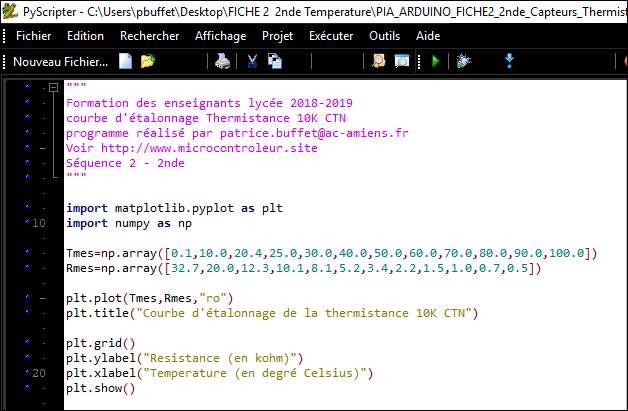 PyScripter - C:\Users\pbuffet\Desktop\FICHE 2 2nde Temperature\PIA_ARDUINO_FICHE2_2nde_Capteurs_Thermist
Fichier Edition Rechercher Affichage Projet Exécuter Outils Aide
Nouveau Fichier...
"""
Formation des enseignants lycée 2018-2019
courbe d'étalonnage Thermistance 10K CTN
programme réalisé par patrice.buffet@ac-amiens.fr
Voir http://www.microcontroleur.site
Séquence 2 - 2nde
"""
import matplotlib.pyplot as plt
10 import numpy as np
Tmes=np.array([0.1,10.0,20.4,25.0,30.0,40.0,50.0,60.0,70.0,80.0,90.0,100.0])
Rmes=np.array([32.7,20.0,12.3,10.1,8.1,5.2,3.4,2.2,1.5,1.0,0.7,0.5])
plt.plot(Tmes,Rmes,"ro")
plt.title("Courbe d'étalonnage de la thermistance 10K CTN")
plt.grid()
plt.ylabel("Resistance (en kohm)")
20 plt.xlabel("Temperature (en degré Celsius)")
plt.show()